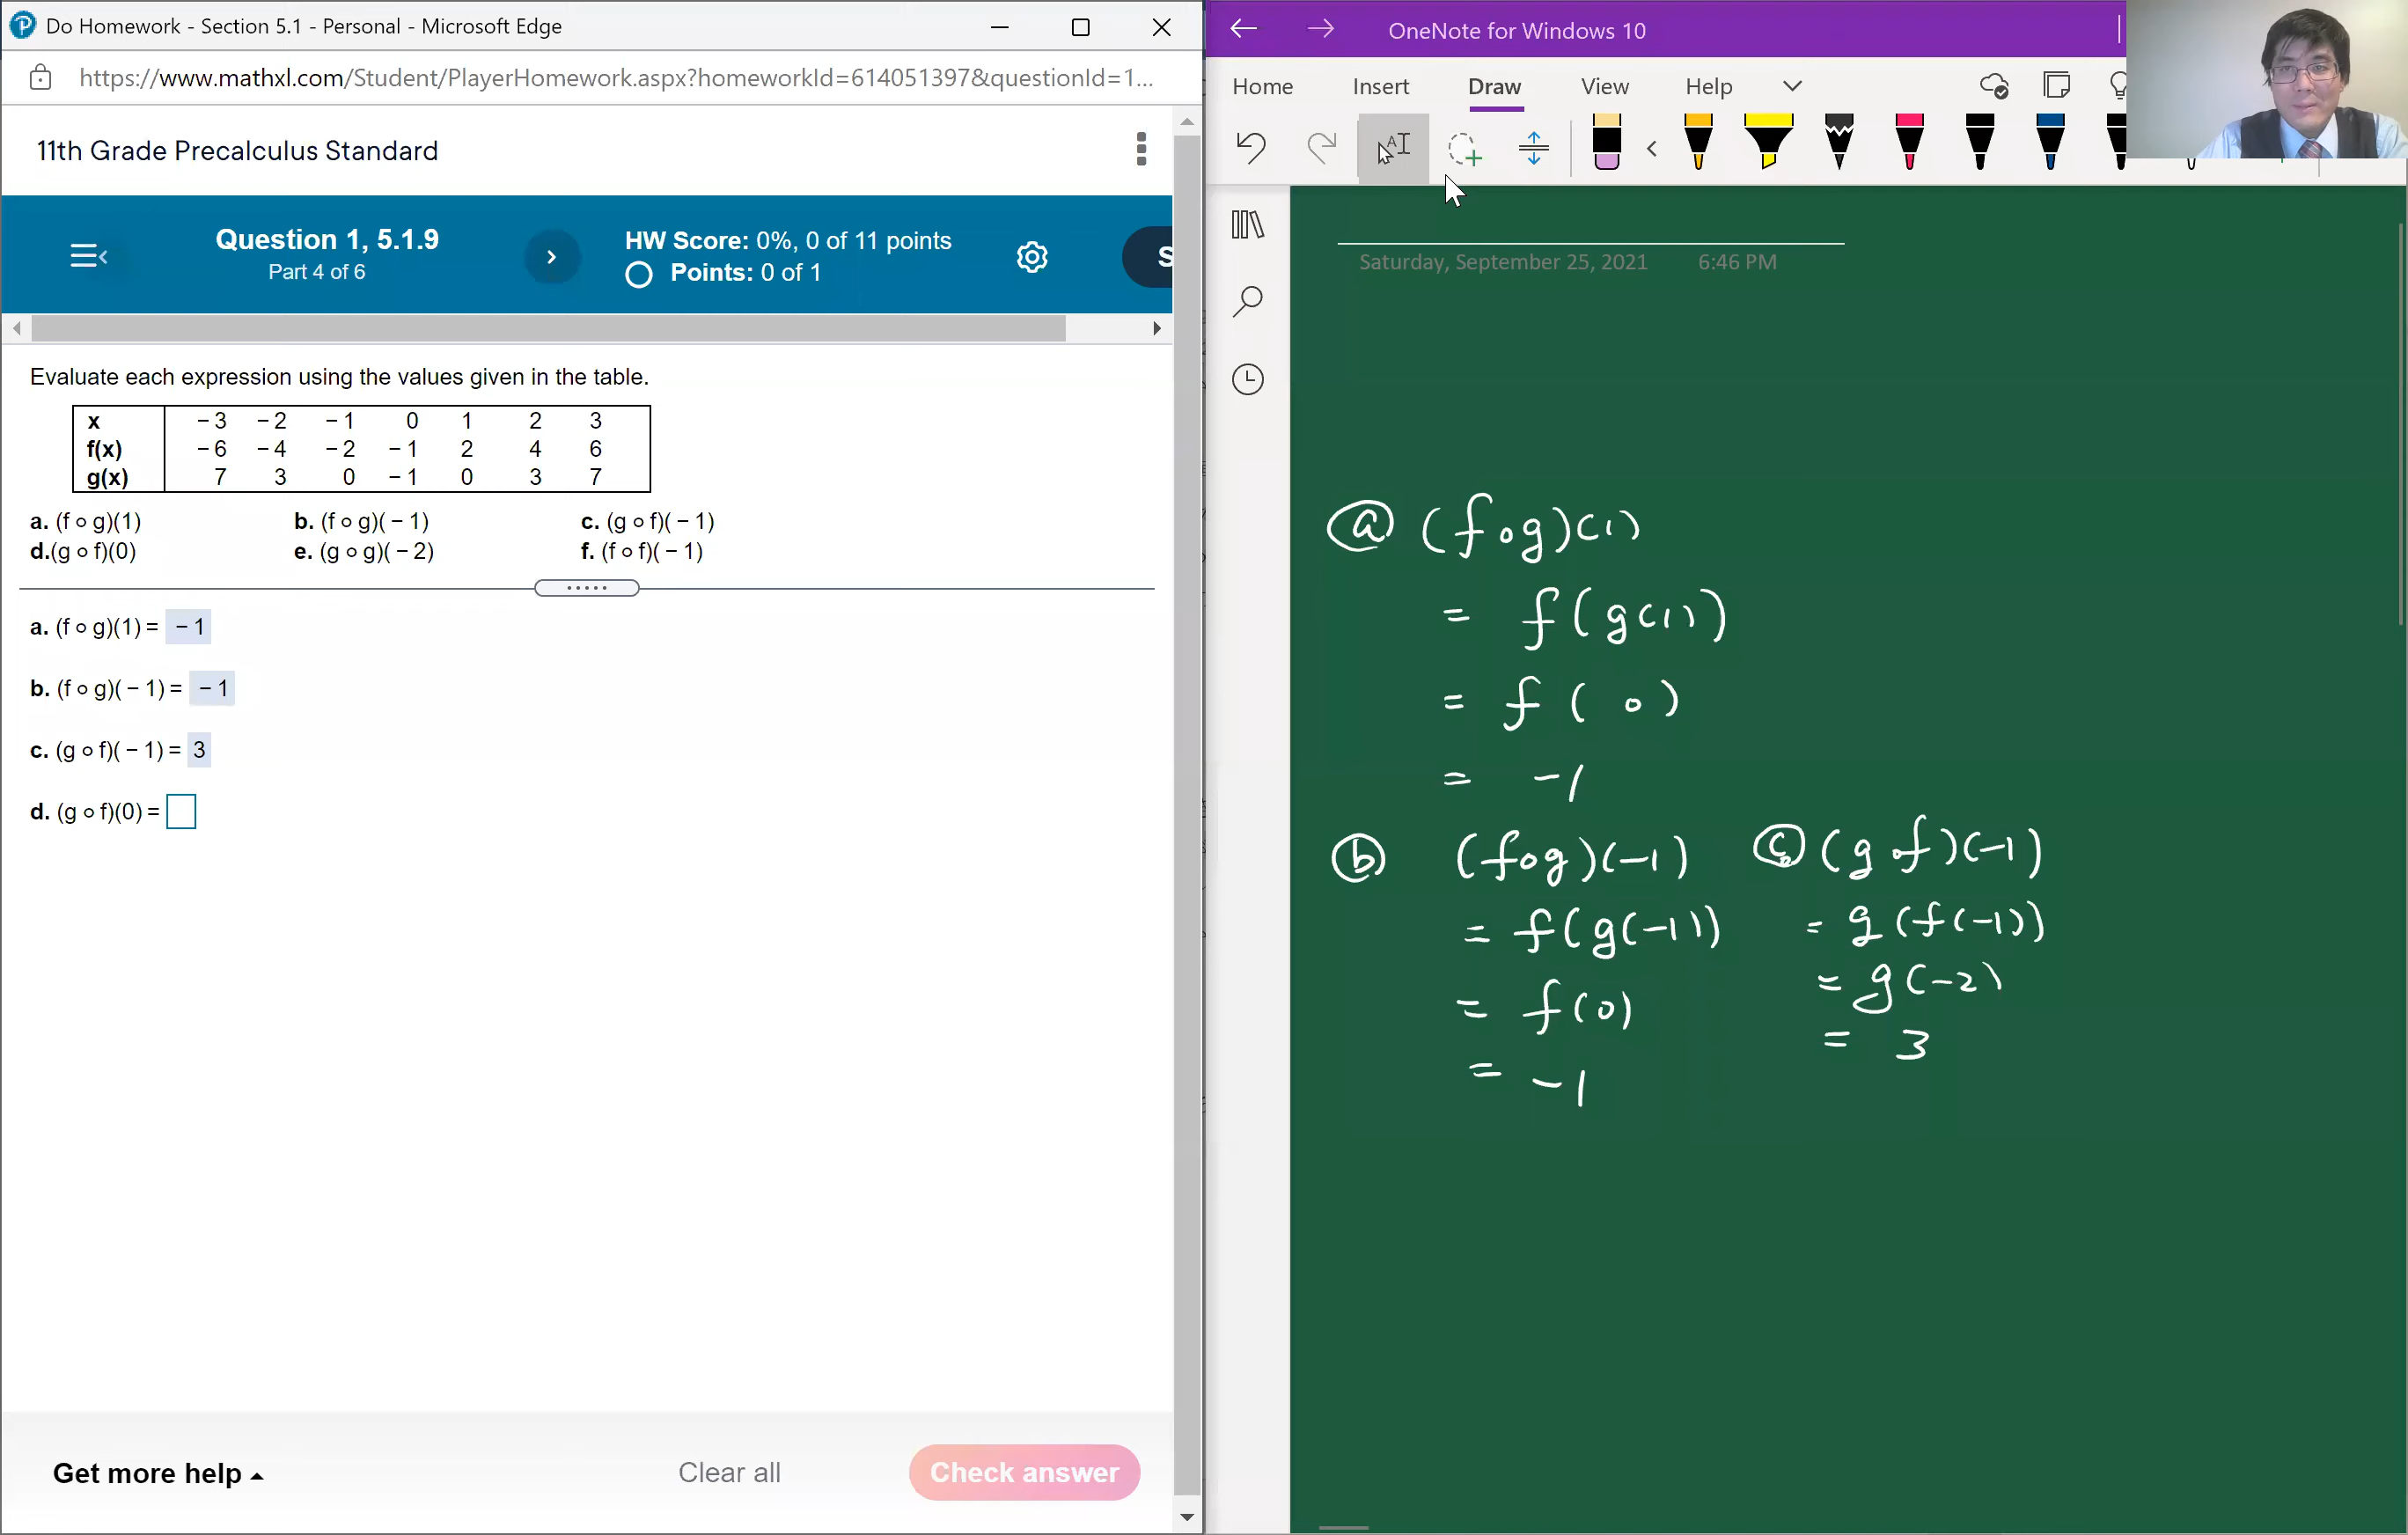 Do Homework - Section 5.1 - Personal - Microsoft Edge
https://www.mathxl.com/Student/PlayerHomework.aspx?homeworkId=614051397&questionId=1...
11th Grade Precalculus Standard
Question 1, 5.1.9
Part 4 of 6
HW Score: 0%, 0 of 11 points
Points: 0 of 1
S
Evaluate each expression using the values given in the table.
x −3 −2 −1 0 1 2 3
f(x) −6 −4 −2 −1 2 4 6
g(x) 7 3 0 −1 0 3 7
a. (f∘g)(1) b. (f∘g)(−1) c. (g∘f)(−1)
d.(g∘f)(0) e. (g∘g)(−2) f. (f∘f)(−1)
a. (f∘g)(1) = −1
b. (f∘g)(−1) = −1
c. (g∘f)(−1) = 3
d. (g∘f)(0) =
Get more help
Clear all
Check answer
OneNote for Windows 10
Home Insert Draw View Help
Saturday, September 25, 2021 6:46 PM
ⓐ (f∘g)(1)
= f(g(1))
= f(0)
= −1
ⓑ (f∘g)(−1)
= f(g(−1))
= f(0)
= −1
ⓒ (g∘f)(−1)
= g(f(−1))
= g(−2)
= 3